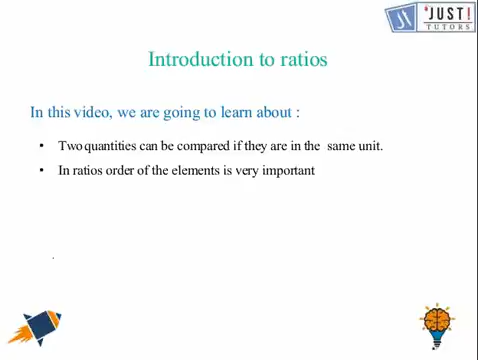 'JUST!
TUTORS
Introduction to ratios
In this video, we are going to learn about :
• Two quantities can be compared if they are in the same unit.
• In ratios order of the elements is very important